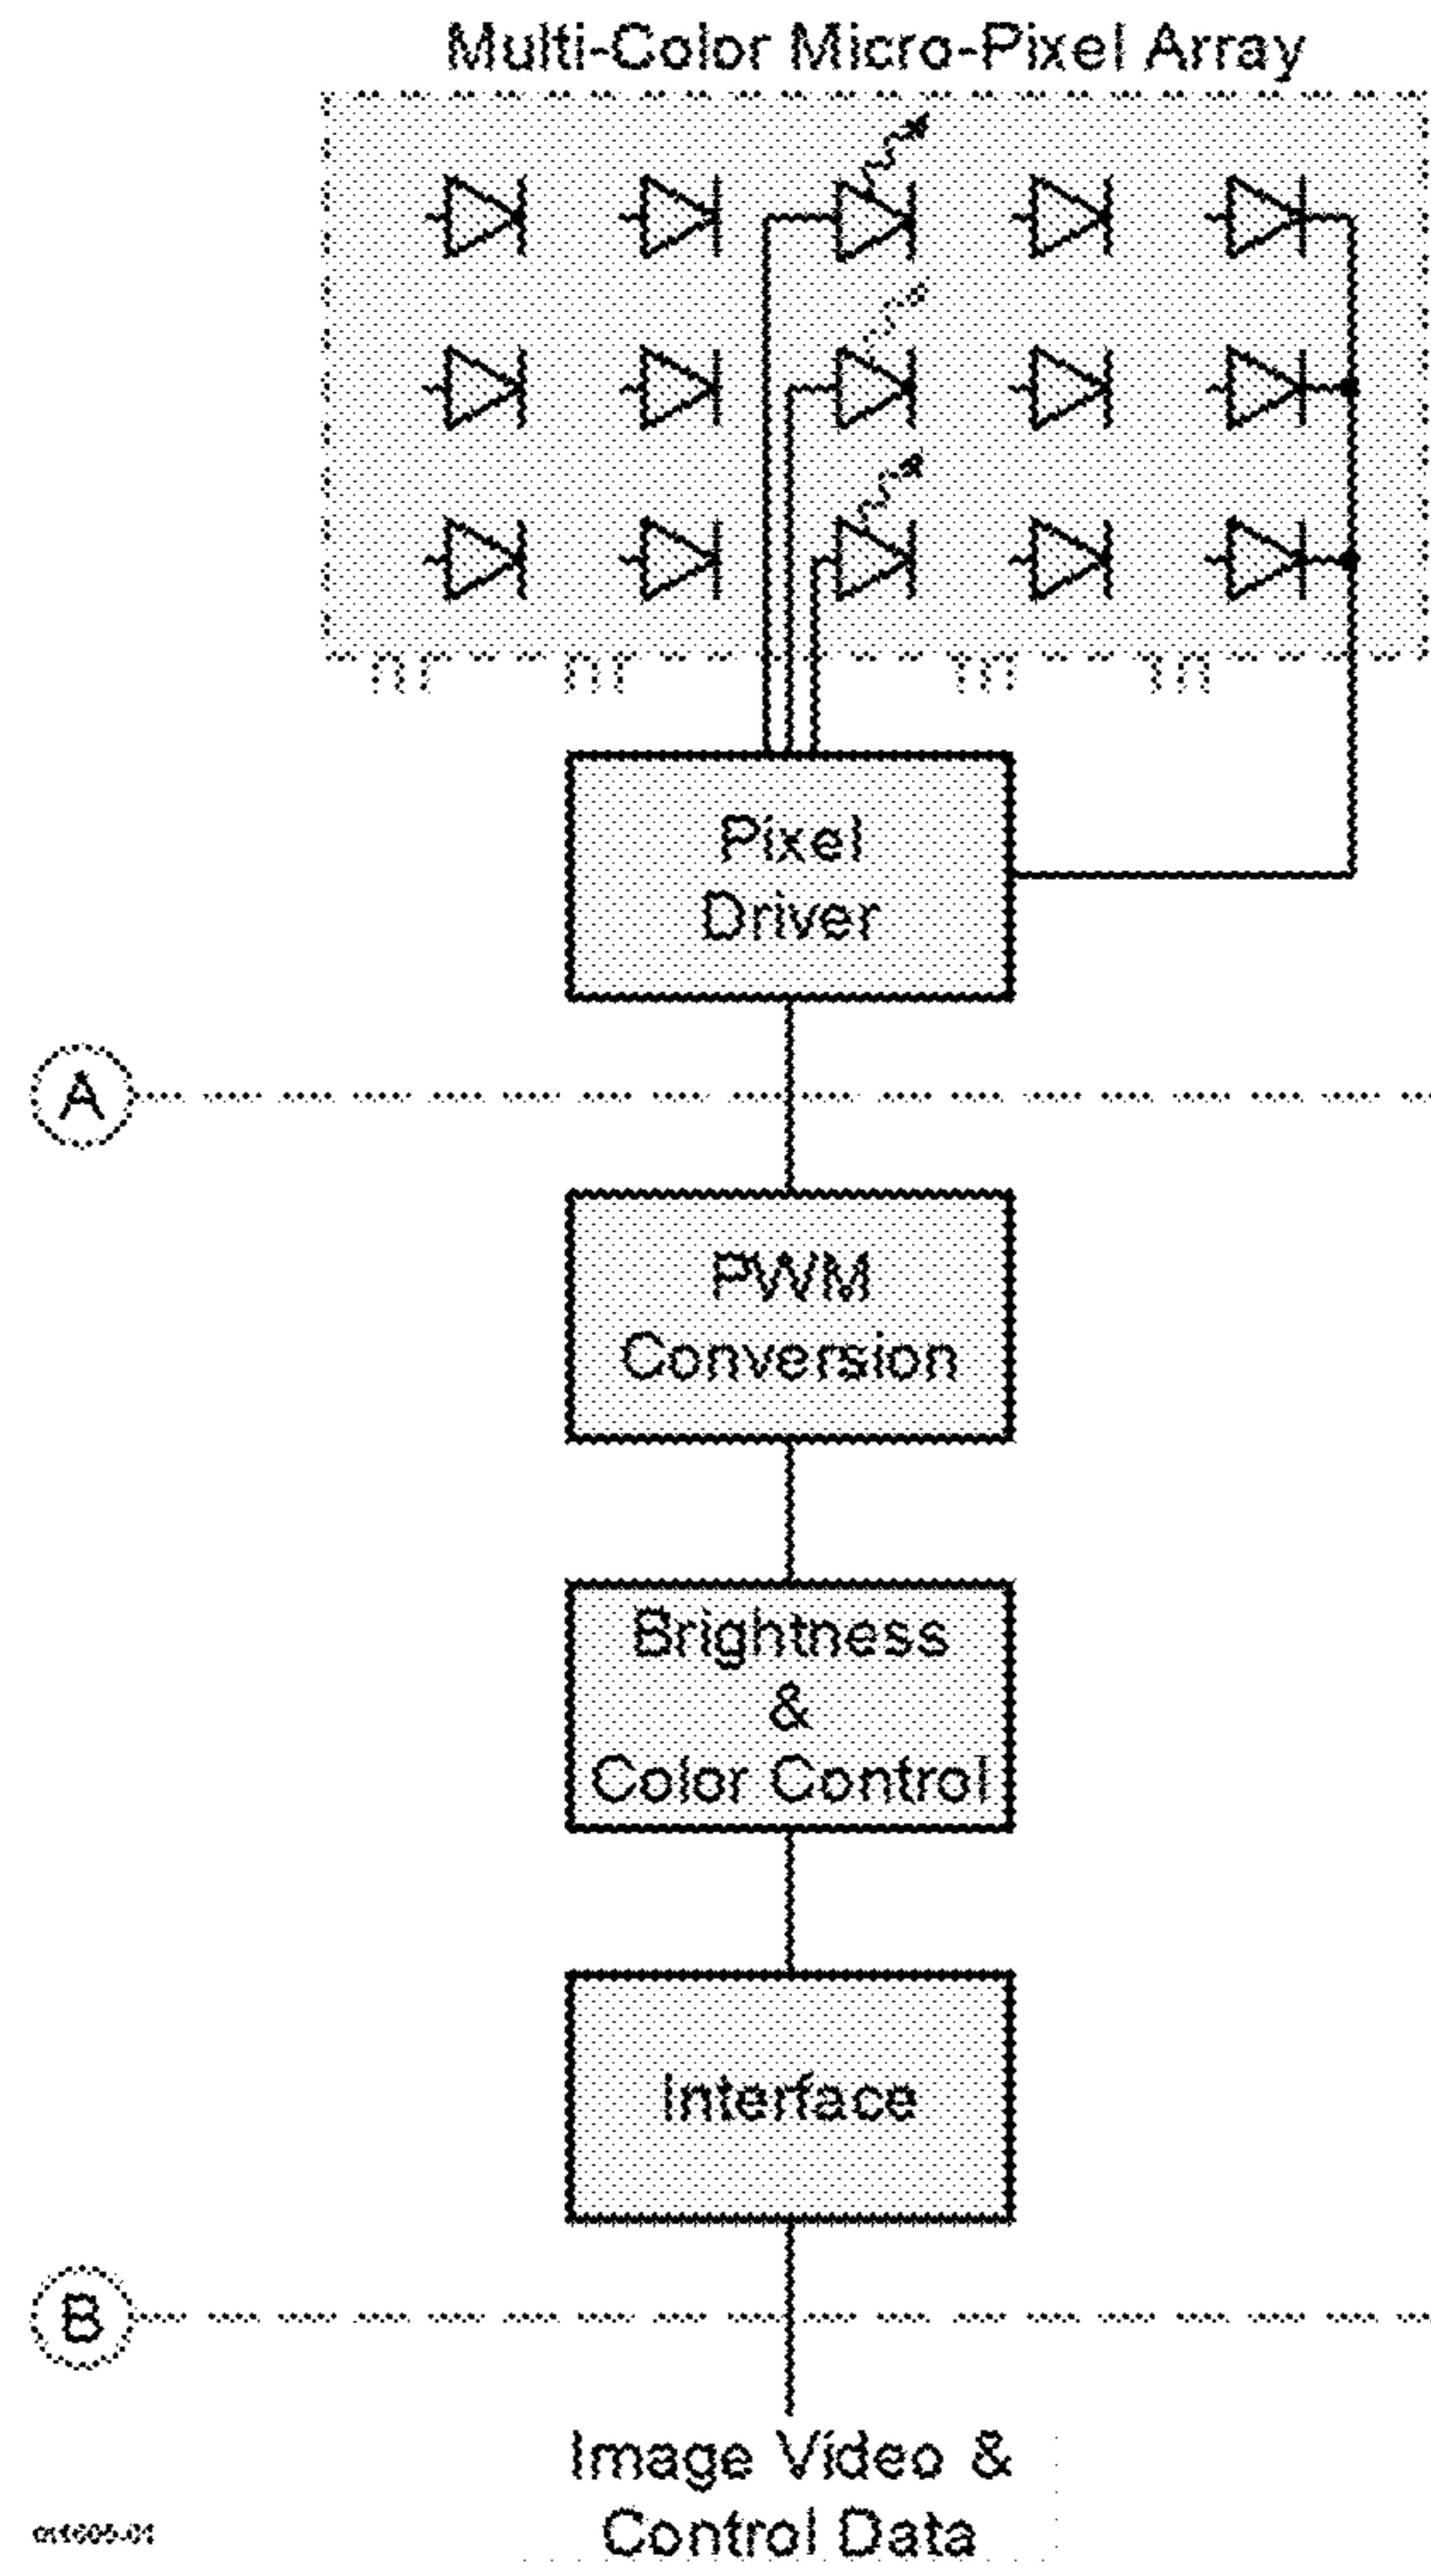 Multi-Color Micro-Pixel Array
Pixel
Driver
A
PWM
Conversion
Brightness
&
Color Control
Interface
B
Image Video &
Control Data